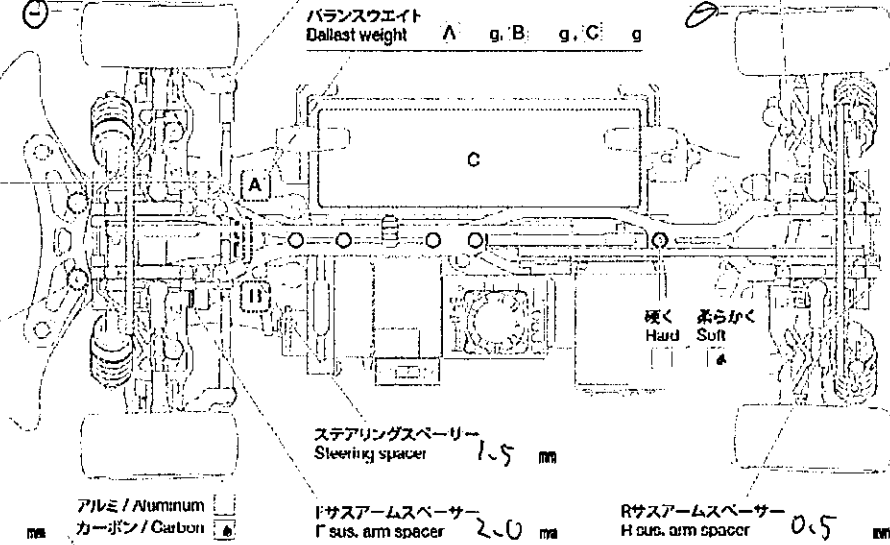 バランスウエイト
Ballast weight A g, B g, C g
C
A
B
硬く 柔らかく
Hard Soft
ステアリングスペーサー
Steering spacer 1.5 mm
アルミ / Aluminum
カーボン / Carbon
mm
Fサスアームスペーサー
F sus. arm spacer 2.0 mm
Rサスアームスペーサー
R sus. arm spacer 0.5 mm